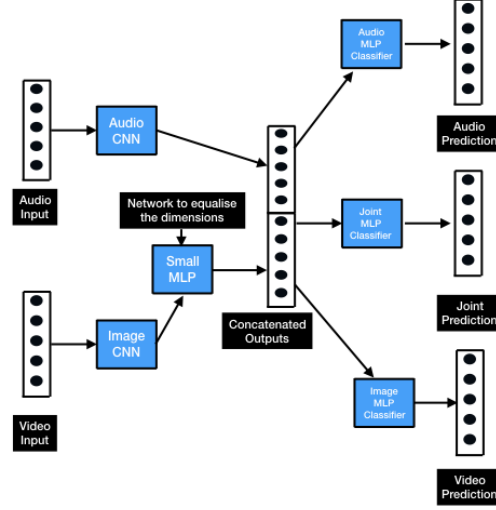 Audio
MLP
Classifier
Audio
CNN
Audio
Prediction
Audio
Input
Network to equalise
the dimensions
Joint
MLP
Classifier
Small
MLP
Joint
Prediction
Image
CNN
Concatenated
Outputs
Image
MLP
Classifier
Video
Input
Video
Prediction